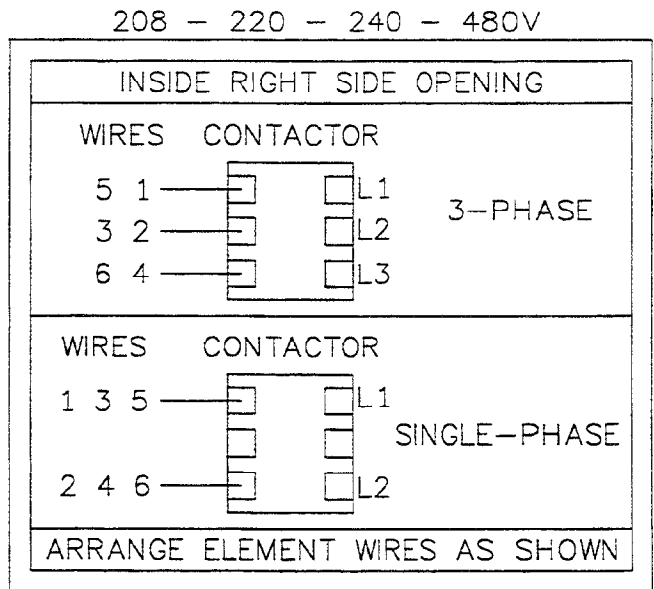 208 – 220 – 240 – 480V
INSIDE RIGHT SIDE OPENING
WIRES CONTACTOR
5 1 L1
3 2 L2
6 4 L3
3–PHASE
WIRES CONTACTOR
1 3 5 L1
2 4 6 L2
SINGLE–PHASE
ARRANGE ELEMENT WIRES AS SHOWN